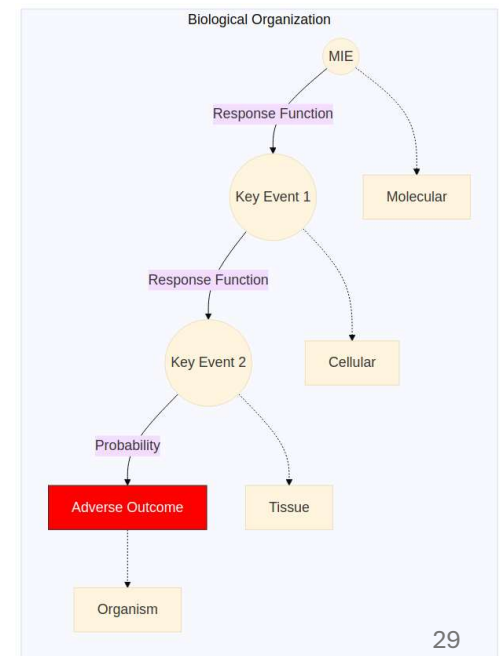 Biological Organization
MIE
Response Function
Key Event 1
Molecular
Response Function
Key Event 2
Cellular
Probability
Adverse Outcome
Tissue
Organism
29